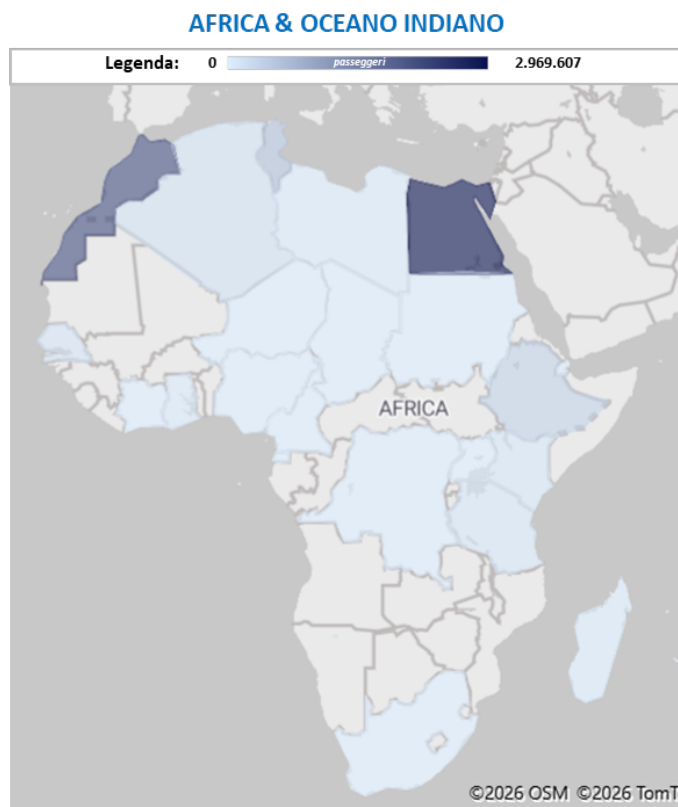 AFRICA & OCEANO INDIANO
Legenda: 0 passeggeri 2.969.607
AFRICA
©2026 OSM ©2026 TomT